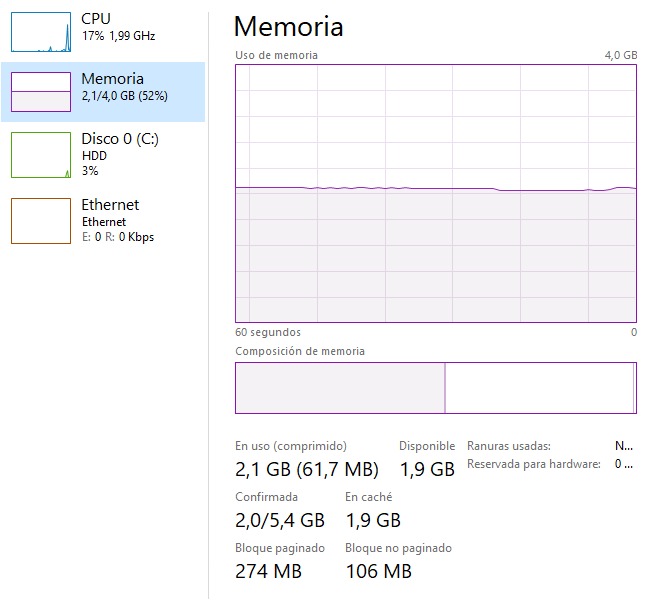 CPU
17% 1,99 GHz
Memoria
2,1/4,0 GB (52%)
Disco 0 (C:)
HDD
3%
Ethernet
Ethernet
E: 0 R: 0 Kbps
Memoria
Uso de memoria 4,0 GB
60 segundos 0
Composición de memoria
En uso (comprimido) Disponible
2,1 GB (61,7 MB) 1,9 GB
Ranuras usadas: N...
Reservada para hardware: 0 ...
Confirmada En caché
2,0/5,4 GB 1,9 GB
Bloque paginado Bloque no paginado
274 MB 106 MB